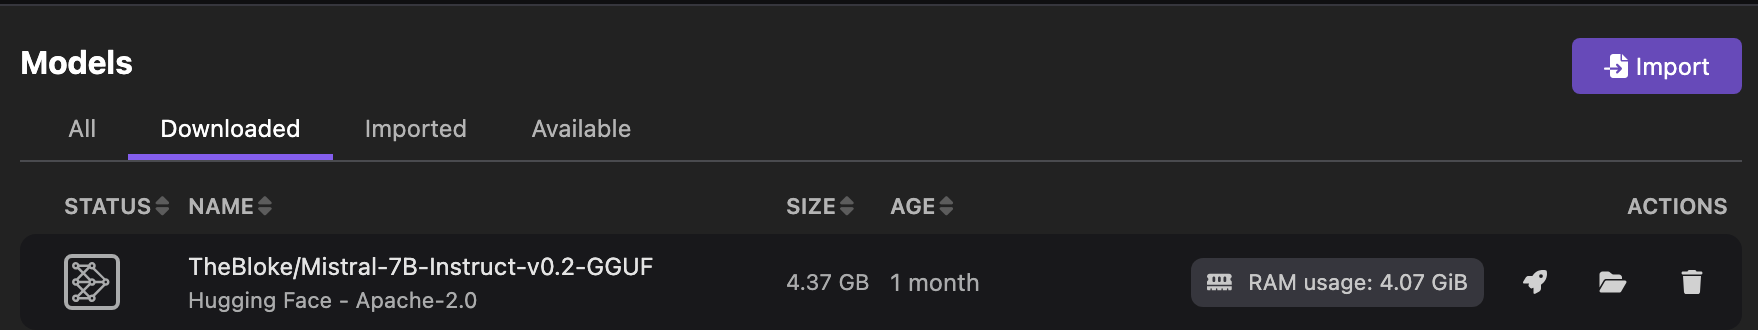 Models
Import
All Downloaded Imported Available
STATUS NAME SIZE AGE ACTIONS
TheBloke/Mistral-7B-Instruct-v0.2-GGUF
Hugging Face - Apache-2.0
4.37 GB 1 month RAM usage: 4.07 GiB